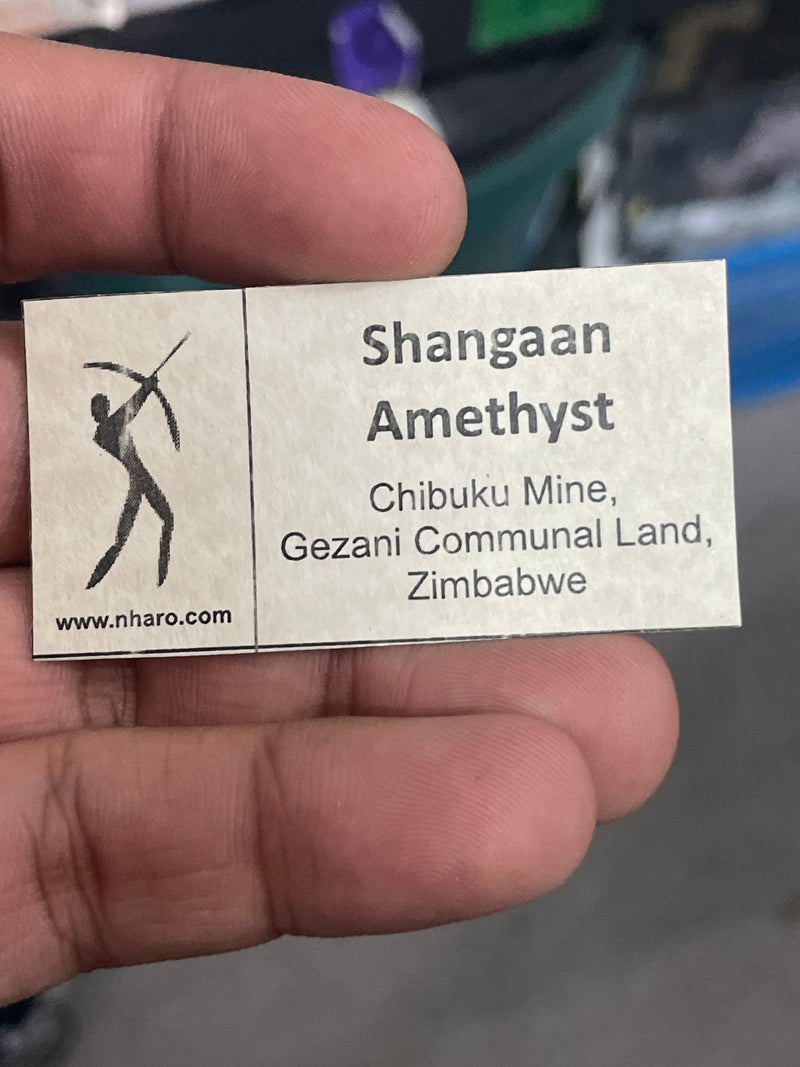 Shangaan
Amethyst
Chibuku Mine,
Gezani Communal Land,
Zimbabwe
www.nharo.com